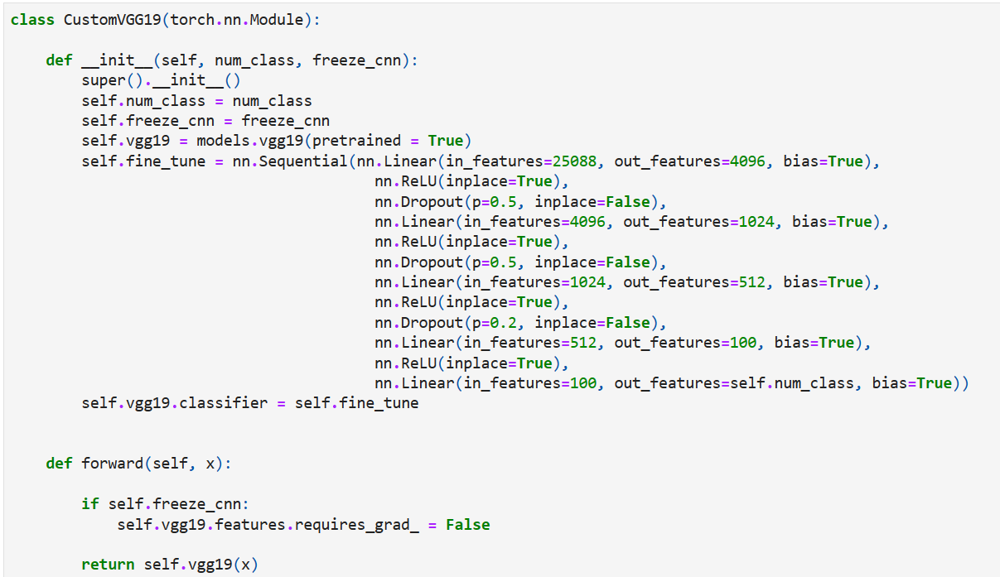 class CustomVGG19(torch.nn.Module):
def __init__(self, num_class, freeze_cnn):
super().__init__()
self.num_class = num_class
self.freeze_cnn = freeze_cnn
self.vgg19 = models.vgg19(pretrained = True)
self.fine_tune = nn.Sequential(nn.Linear(in_features=25088, out_features=4096, bias=True),
nn.ReLU(inplace=True),
nn.Dropout(p=0.5, inplace=False),
nn.Linear(in_features=4096, out_features=1024, bias=True),
nn.ReLU(inplace=True),
nn.Dropout(p=0.5, inplace=False),
nn.Linear(in_features=1024, out_features=512, bias=True),
nn.ReLU(inplace=True),
nn.Dropout(p=0.2, inplace=False),
nn.Linear(in_features=512, out_features=100, bias=True),
nn.ReLU(inplace=True),
nn.Linear(in_features=100, out_features=self.num_class, bias=True))
self.vgg19.classifier = self.fine_tune
def forward(self, x):
if self.freeze_cnn:
self.vgg19.features.requires_grad_ = False
return self.vgg19(x)